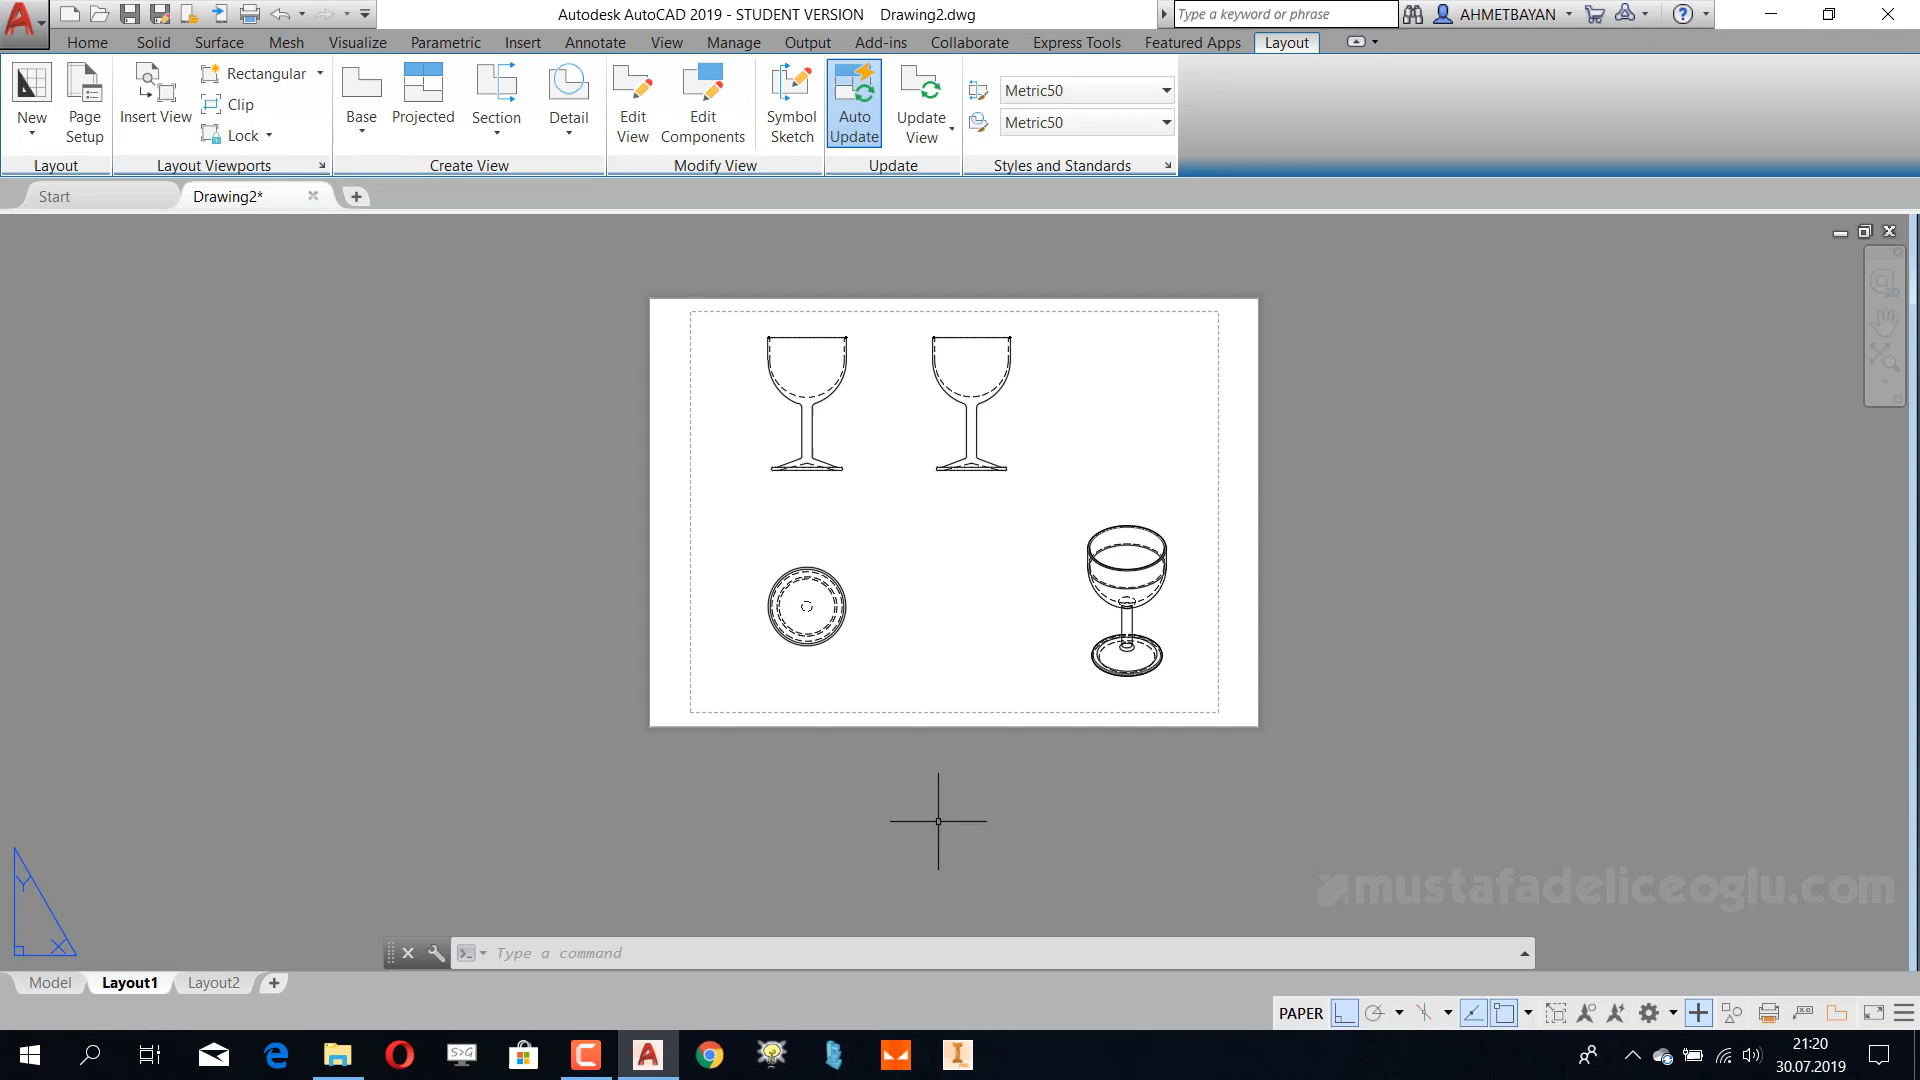 Autodesk AutoCAD 2019 - STUDENT VERSION Drawing2.dwg
Type a keyword or phrase
AHMETBAYAN
Home Solid Surface Mesh Visualize Parametric Insert Annotate View Manage Output Add-ins Collaborate Express Tools Featured Apps Layout
New
Page Setup
Insert View
Rectangular
Clip
Lock
Base
Projected
Section
Detail
Edit View
Edit Components
Symbol Sketch
Auto Update
Update View
Metric50
Metric50
Layout
Layout Viewports
Create View
Modify View
Update
Styles and Standards
Start
Drawing2*
2D
Y
X
mustafadeliceoglu.com
Type a command
Model Layout1 Layout2
PAPER
S>G
21:20
30.07.2019